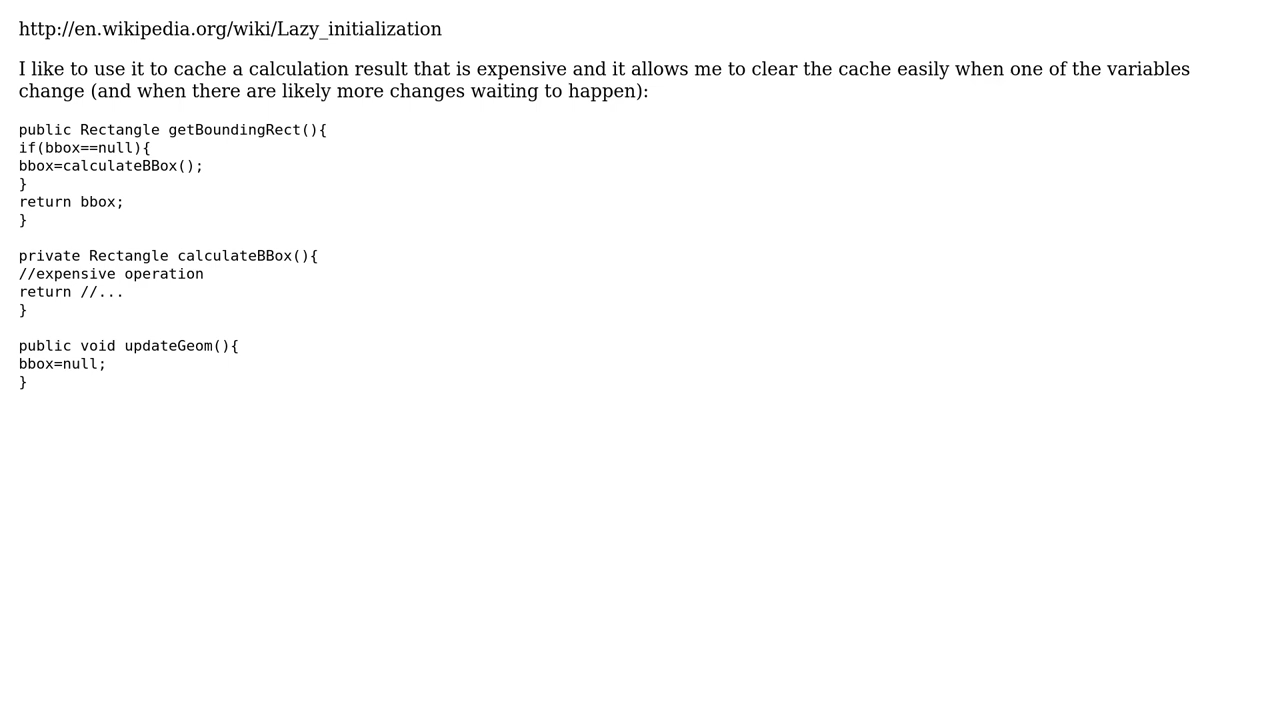 http://en.wikipedia.org/wiki/Lazy_initialization
I like to use it to cache a calculation result that is expensive and it allows me to clear the cache easily when one of the variables
change (and when there are likely more changes waiting to happen):
public Rectangle getBoundingRect(){
if(bbox==null){
bbox=calculateBBox();
}
return bbox;
}
private Rectangle calculateBBox(){
//expensive operation
return //...
}
public void updateGeom(){
bbox=null;
}